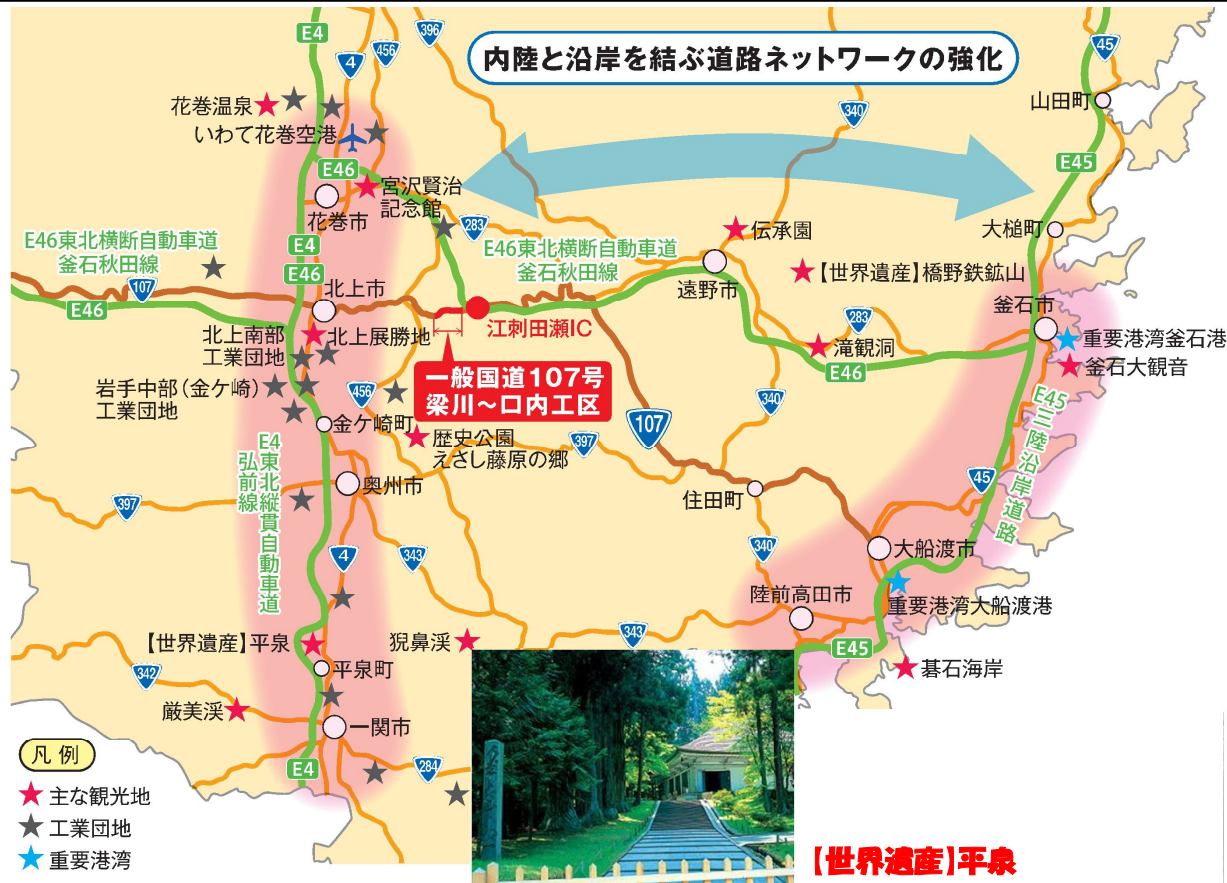 内陸と沿岸を結ぶ道路ネットワークの強化
E4
4
456
396
340
45
山田町
花巻温泉
いわて花巻空港
E46
宮沢賢治
記念館
花巻市
283
E45
大槌町
E4
E46
E46東北横断自動車道
釜石秋田線
107
E46
E46東北横断自動車道
釜石秋田線
伝承園
遠野市
【世界遺産】橋野鉄鉱山
釜石市
北上市
北上南部
工業団地
北上展勝地
江刺田瀬IC
283
滝観洞
E46
重要港湾釜石港
釜石大観音
岩手中部（金ケ崎）
工業団地
一般国道107号
梁川～口内工区
456
340
107
E45三陸沿岸道路
金ケ崎町
歴史公園
えさし藤原の郷
397
E4東北縦貫自動車道
弘前線
397
奥州市
住田町
45
4
343
340
大船渡市
重要港湾大船渡港
陸前高田市
343
E45
碁石海岸
【世界遺産】平泉
猊鼻渓
平泉町
342
厳美渓
一関市
E4
284
凡例
主な観光地
工業団地
重要港湾
【世界遺産】平泉